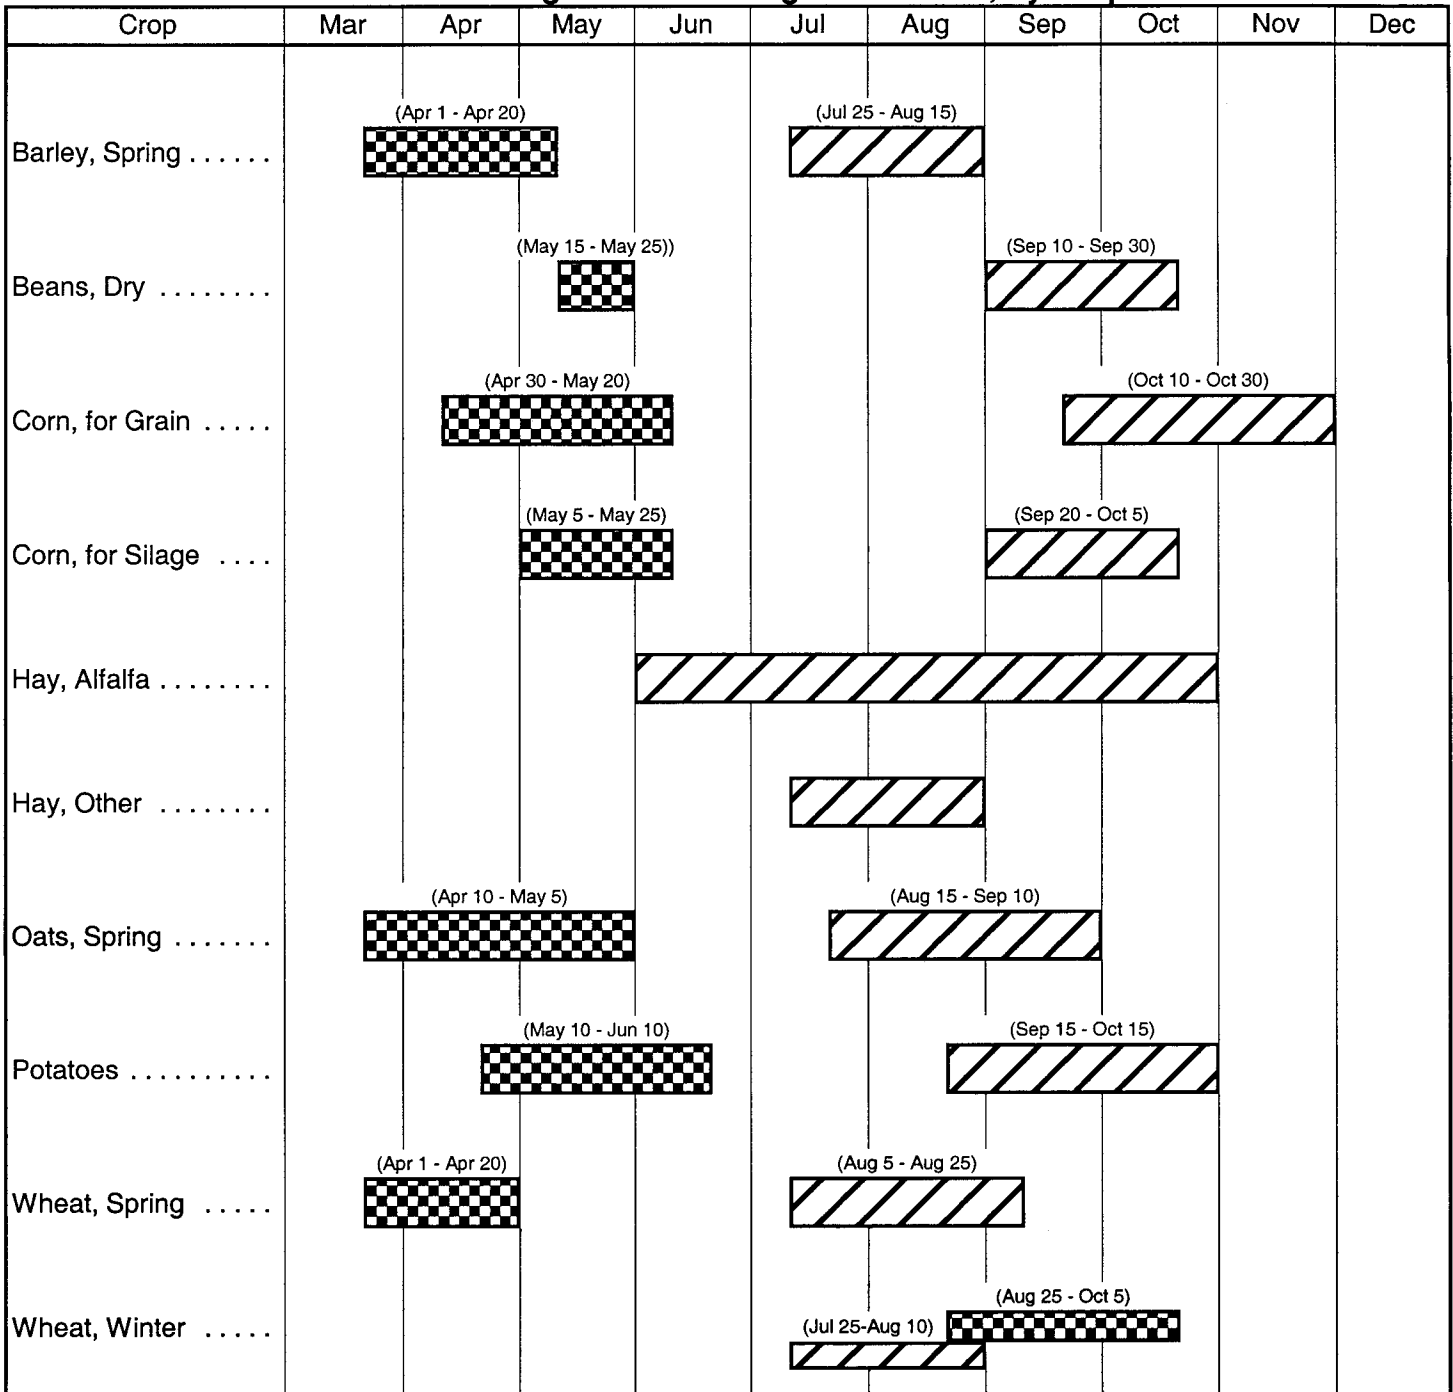 Crop Mar Apr May Jun Jul Aug Sep Oct Nov Dec
(Apr 1 - Apr 20) (Jul 25 - Aug 15)
Barley, Spring ......
(May 15 - May 25)) (Sep 10 - Sep 30)
Beans, Dry ........
(Apr 30 - May 20) (Oct 10 - Oct 30)
Corn, for Grain .....
(May 5 - May 25) (Sep 20 - Oct 5)
Corn, for Silage ....
Hay, Alfalfa ........
Hay, Other ........
(Apr 10 - May 5) (Aug 15 - Sep 10)
Oats, Spring .......
(May 10 - Jun 10) (Sep 15 - Oct 15)
Potatoes ..........
(Apr 1 - Apr 20) (Aug 5 - Aug 25)
Wheat, Spring .....
(Aug 25 - Oct 5)
Wheat, Winter ..... (Jul 25-Aug 10)